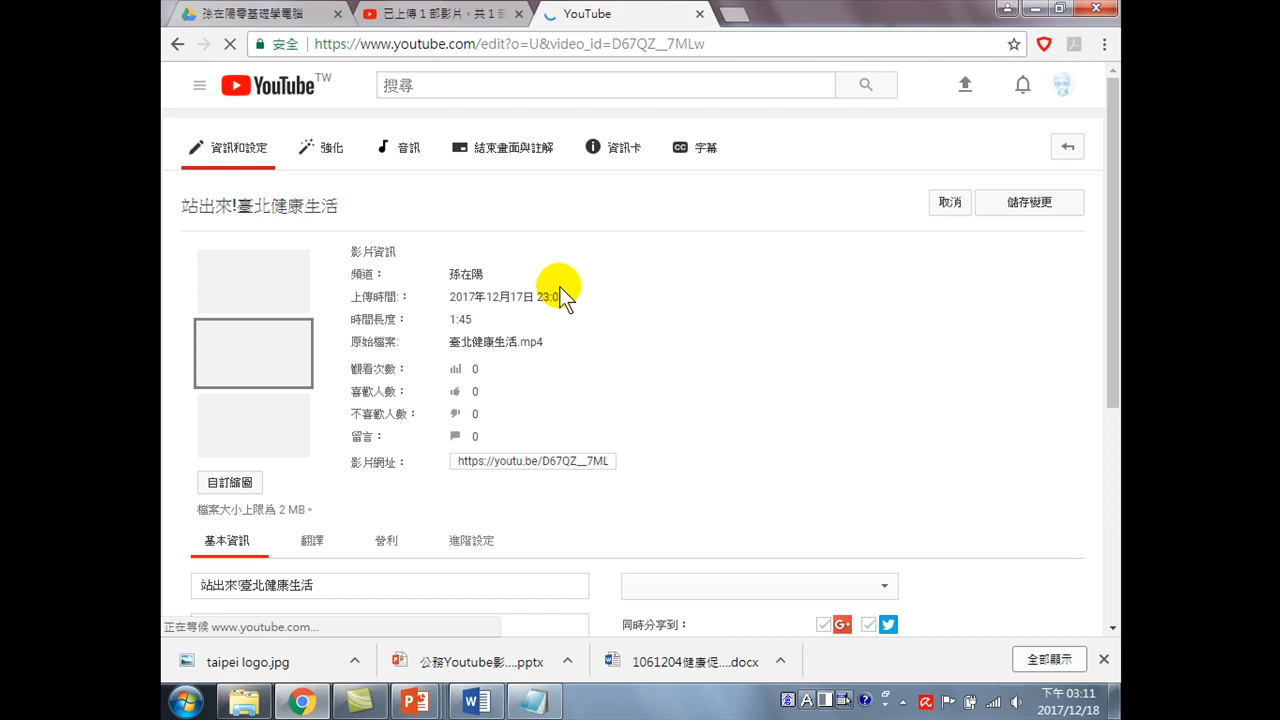 孫在陽零基礎學電腦
已上傳 1 部影片，共 1 部
YouTube
安全 https://www.youtube.com/edit?o=U&video_id=D67QZ__7MLw
YouTube TW
搜尋
資訊和設定 強化 音訊 結束畫面與註解 資訊卡 CC 字幕
站出來!臺北健康生活
取消 儲存變更
影片資訊
頻道： 孫在陽
上傳時間:： 2017年12月17日 23:0
時間長度： 1:45
原始檔案: 臺北健康生活.mp4
觀看次數： 0
喜歡人數： 0
不喜歡人數： 0
留言： 0
影片網址： https://youtu.be/D67QZ__7ML
自訂縮圖
檔案大小上限為 2 MB。
基本資訊 翻譯 營利 進階設定
站出來!臺北健康生活
同時分享到： G+
正在等候 www.youtube.com...
taipei logo.jpg
公務Youtube影....pptx
1061204健康促....docx
全部顯示
下午 03:11
2017/12/18